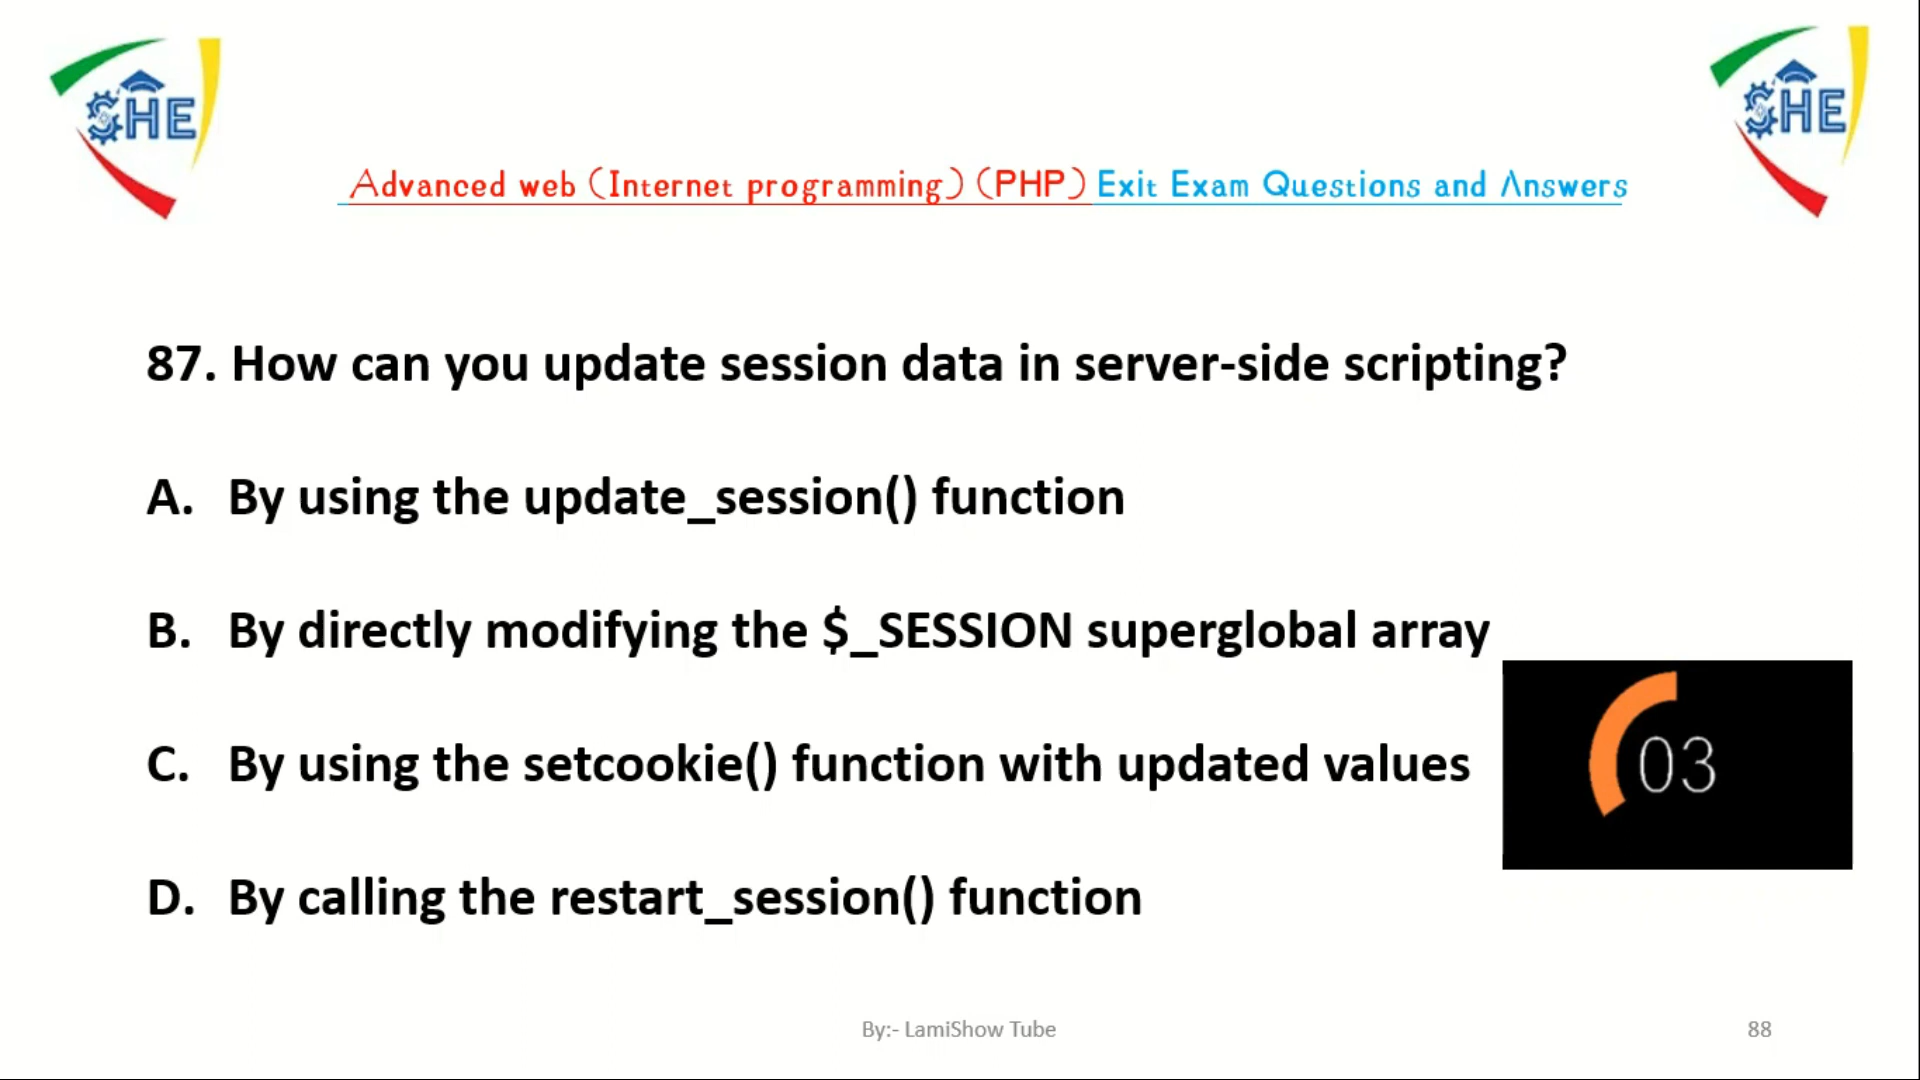 SHE
SHE
Advanced web (Internet programming) (PHP) Exit Exam Questions and Answers
87. How can you update session data in server-side scripting?
A. By using the update_session() function
B. By directly modifying the $_SESSION superglobal array
C. By using the setcookie() function with updated values
03
D. By calling the restart_session() function
By:- LamiShow Tube
88